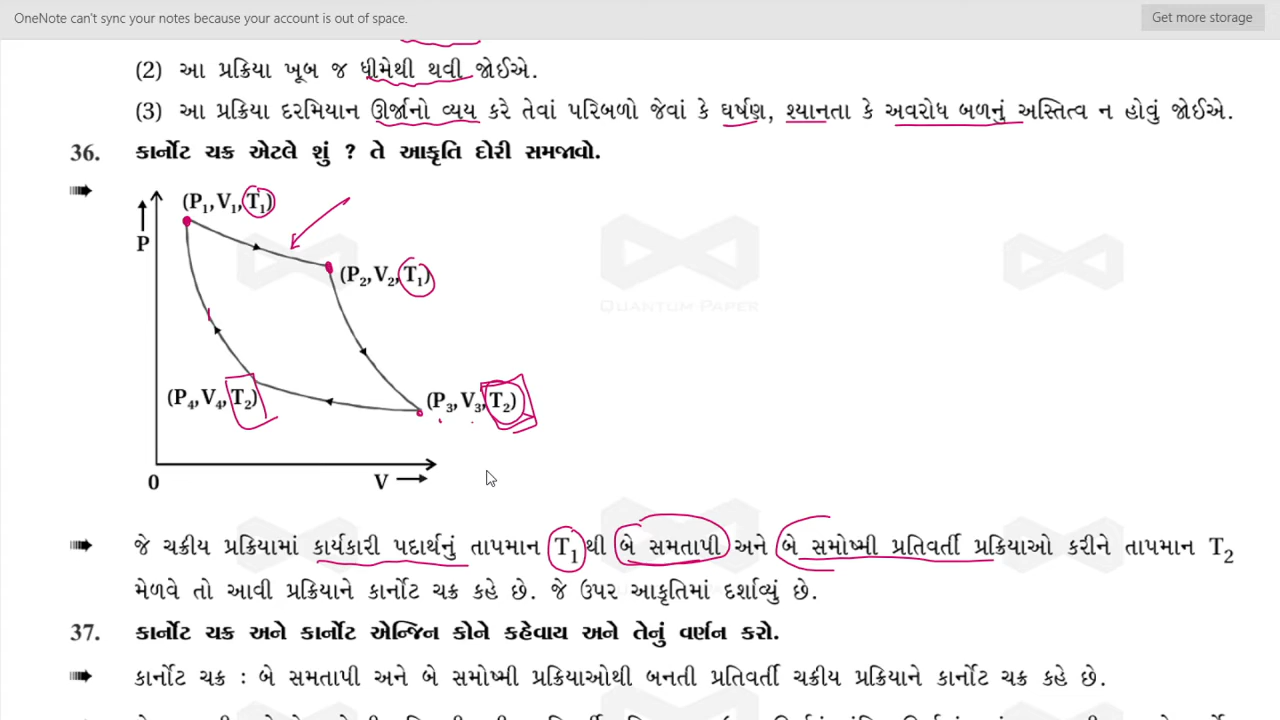 OneNote can't sync your notes because your account is out of space.
Get more storage
(2) આ પ્રક્રિયા ખૂબ જ ધીમેથી થવી જોઈએ.
(3) આ પ્રક્રિયા દરમિયાન ઊર્જાનો વ્યય કરે તેવાં પરિબળો જેવાં કે ઘર્ષણ, શ્યાનતા કે અવરોધ બળનું અસ્તિત્વ ન હોવું જોઈએ.
36. કાર્નોટ ચક્ર એટલે શું ? તે આકૃતિ દોરી સમજાવો.
(P₁,V₁,T₁)
P
(P₂,V₂,T₁)
QUANTUM PAPER
(P₄,V₄,T₂)
(P₃,V₃,T₂)
0
V
જે ચક્રીય પ્રક્રિયામાં કાર્યકારી પદાર્થનું તાપમાન T₁થી બે સમતાપી અને બે સમોષ્મી પ્રતિવર્તી પ્રક્રિયાઓ કરીને તાપમાન T₂
મેળવે તો આવી પ્રક્રિયાને કાર્નોટ ચક્ર કહે છે. જે ઉપર આકૃતિમાં દર્શાવ્યું છે.
37. કાર્નોટ ચક્ર અને કાર્નોટ એન્જિન કોને કહેવાય અને તેનું વર્ણન કરો.
કાર્નોટ ચક્ર : બે સમતાપી અને બે સમોષ્મી પ્રક્રિયાઓથી બનતી પ્રતિવર્તી ચક્રીય પ્રક્રિયાને કાર્નોટ ચક્ર કહે છે.